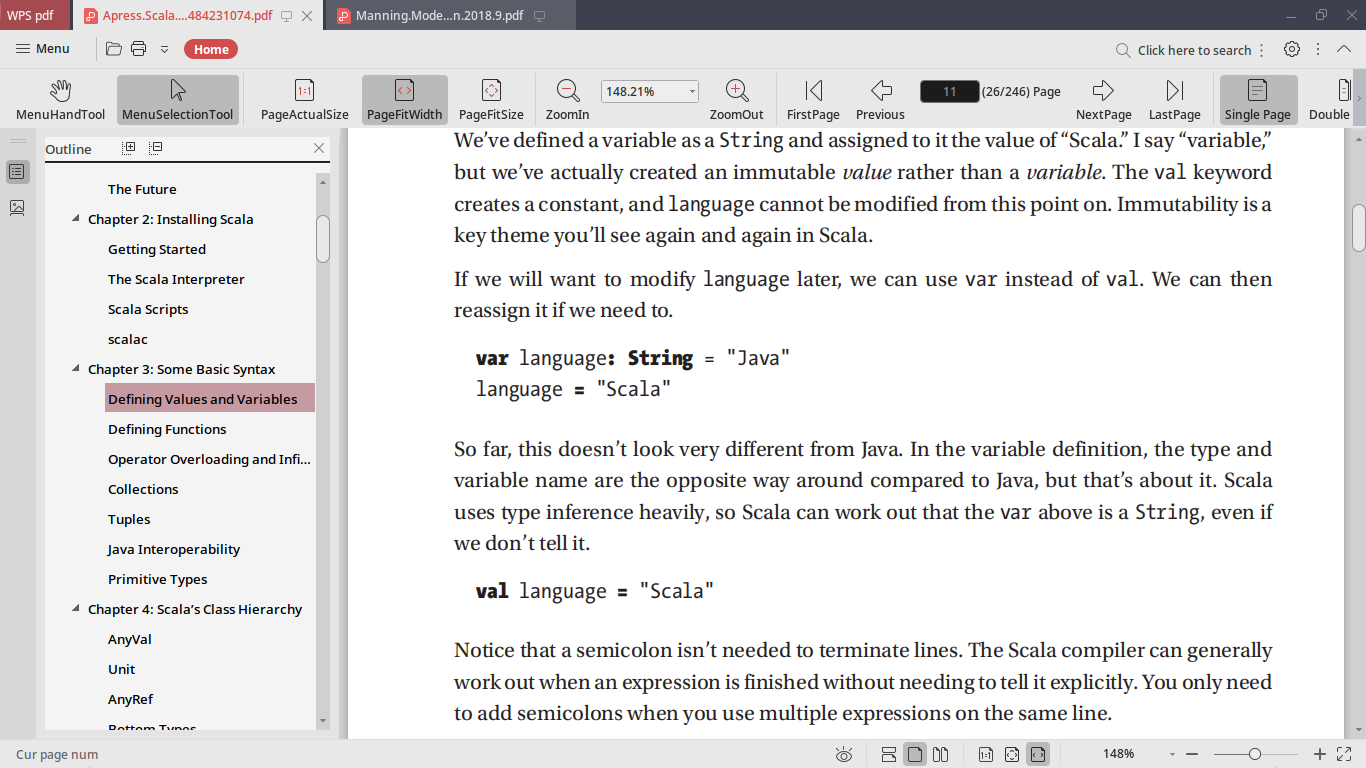 WPS pdf
Apress.Scala....484231074.pdf
Manning.Mode...n.2018.9.pdf
Menu
Home
Click here to search
MenuHandTool
MenuSelectionTool
PageActualSize
PageFitWidth
PageFitSize
ZoomIn
148.21%
ZoomOut
FirstPage
Previous
11 (26/246) Page
NextPage
LastPage
Single Page
Double
Outline
The Future
Chapter 2: Installing Scala
Getting Started
The Scala Interpreter
Scala Scripts
scalac
Chapter 3: Some Basic Syntax
Defining Values and Variables
Defining Functions
Operator Overloading and Infi...
Collections
Tuples
Java Interoperability
Primitive Types
Chapter 4: Scala’s Class Hierarchy
AnyVal
Unit
AnyRef
Bottom Types
We’ve defined a variable as a String and assigned to it the value of “Scala.” I say “variable,”
but we’ve actually created an immutable value rather than a variable. The val keyword
creates a constant, and language cannot be modified from this point on. Immutability is a
key theme you’ll see again and again in Scala.
If we will want to modify language later, we can use var instead of val. We can then
reassign it if we need to.
var language: String = "Java"
language = "Scala"
So far, this doesn’t look very different from Java. In the variable definition, the type and
variable name are the opposite way around compared to Java, but that’s about it. Scala
uses type inference heavily, so Scala can work out that the var above is a String, even if
we don’t tell it.
val language = "Scala"
Notice that a semicolon isn’t needed to terminate lines. The Scala compiler can generally
work out when an expression is finished without needing to tell it explicitly. You only need
to add semicolons when you use multiple expressions on the same line.
Cur page num
148%